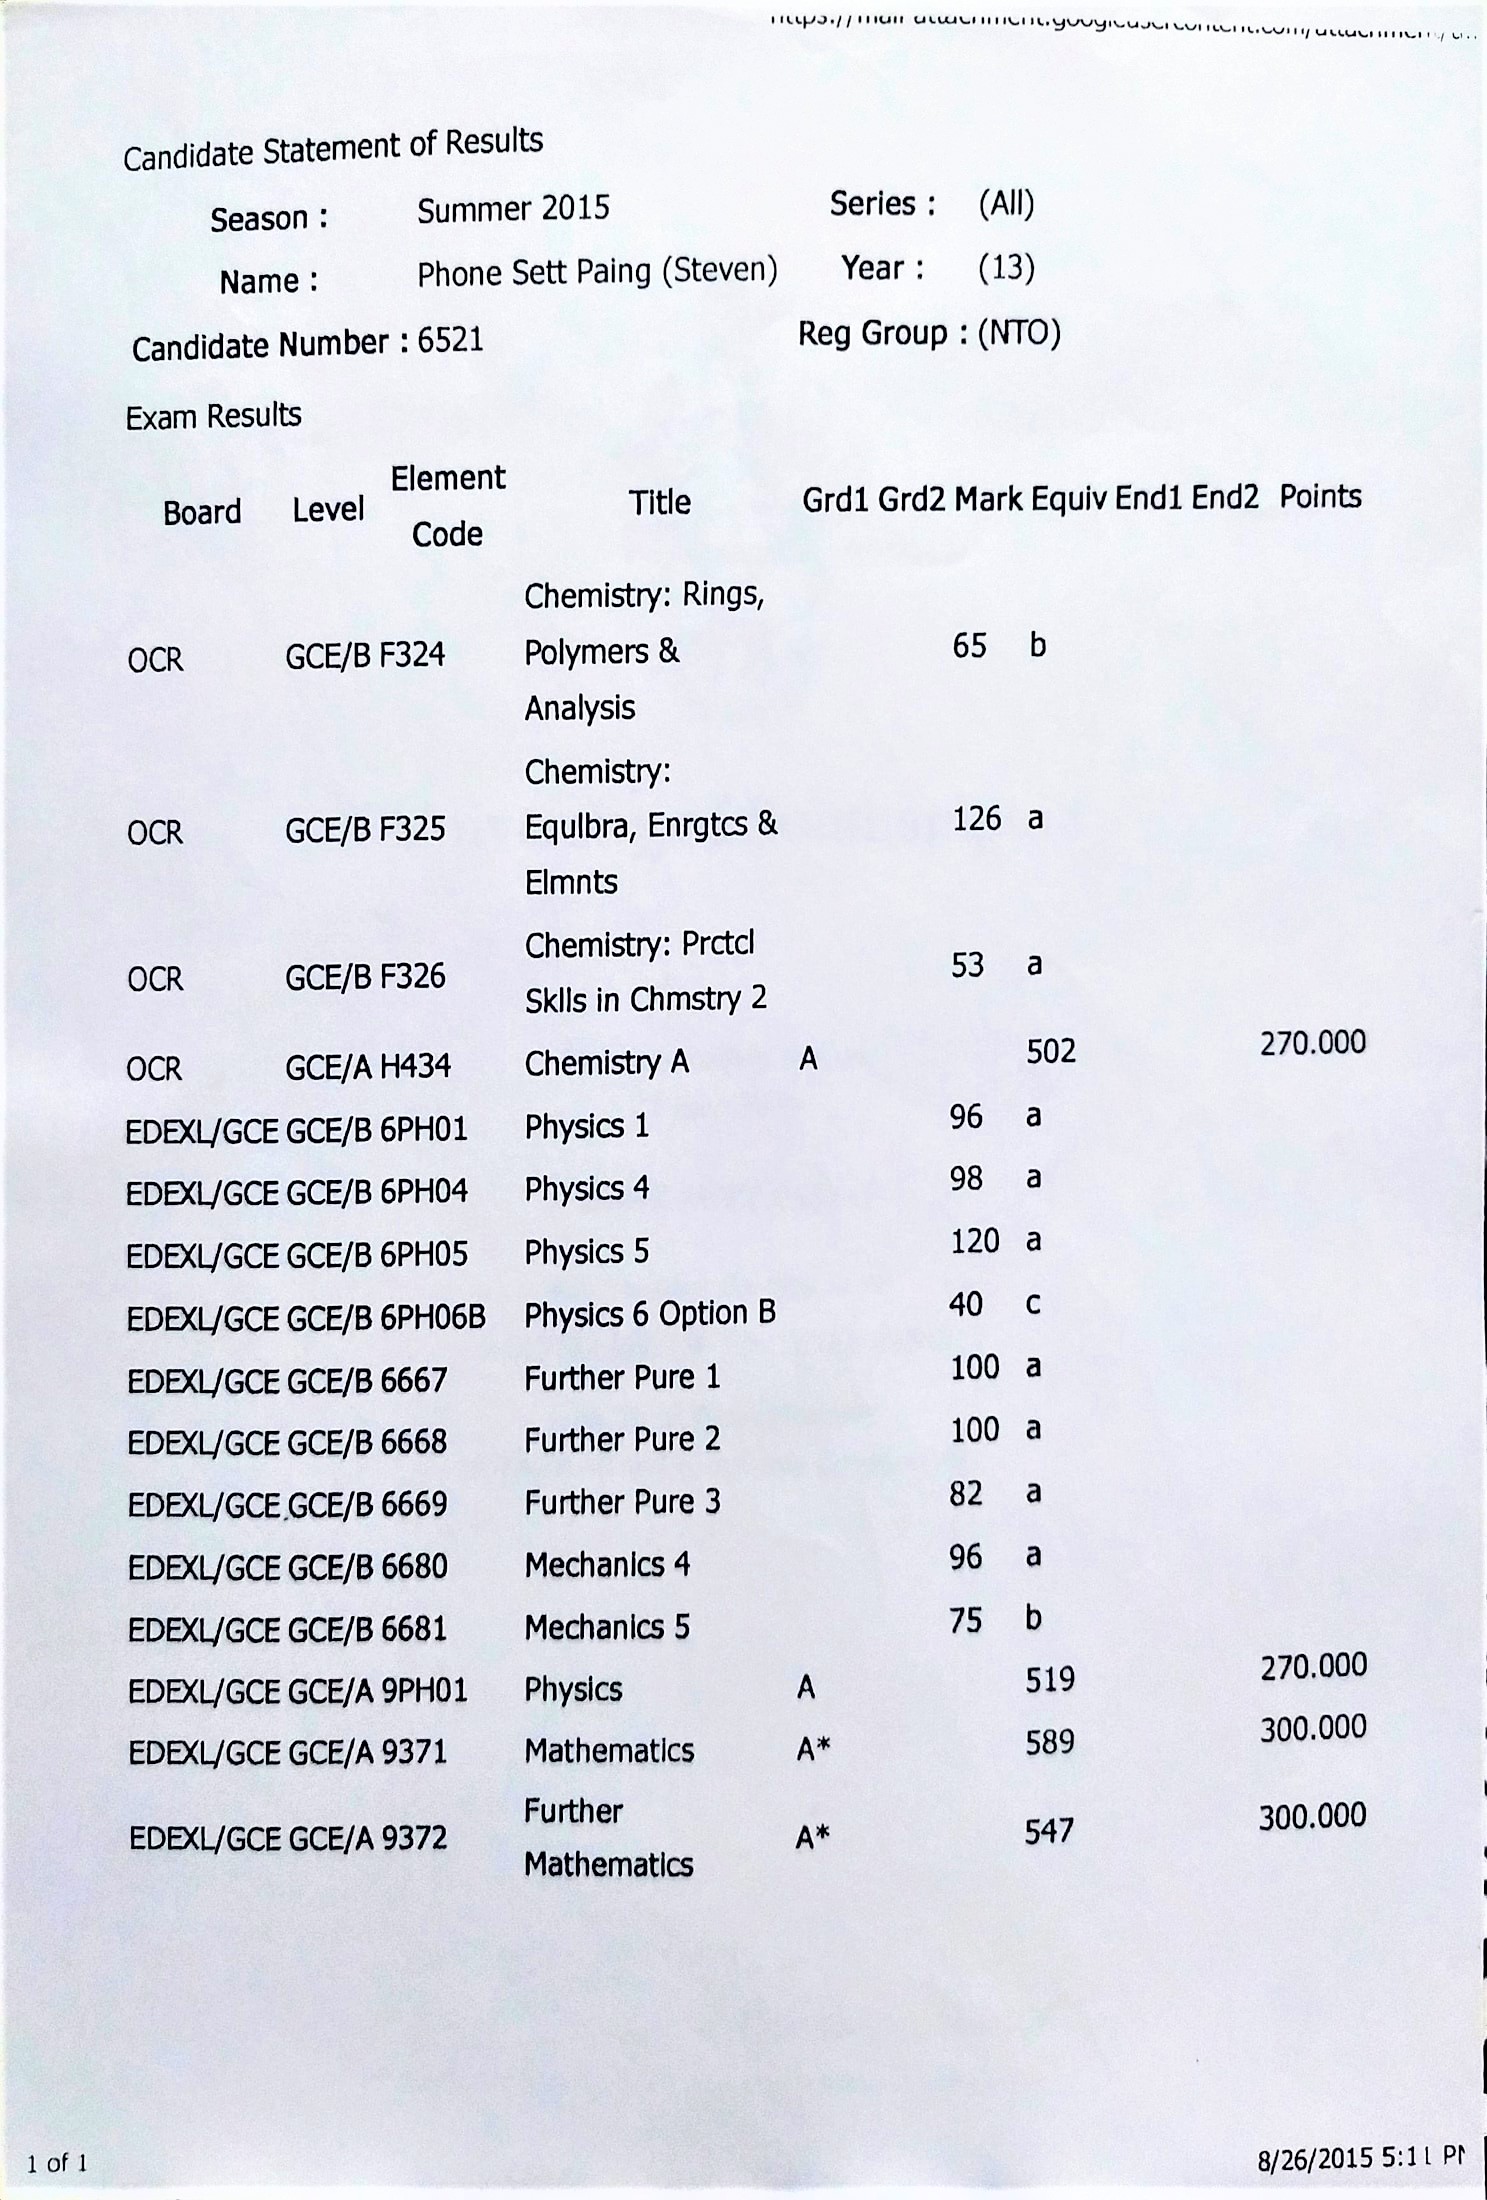 https://mail-attachment.googleusercontent.com/attachment/u...
Candidate Statement of Results
Season : Summer 2015 Series : (All)
Name : Phone Sett Paing (Steven) Year : (13)
Candidate Number : 6521 Reg Group : (NTO)
Exam Results
Board Level Element Code Title Grd1 Grd2 Mark Equiv End1 End2 Points
Chemistry: Rings,
OCR GCE/B F324 Polymers & 65 b
Analysis
Chemistry:
OCR GCE/B F325 Equlbra, Enrgtcs & 126 a
Elmnts
OCR GCE/B F326 Chemistry: Prctcl 53 a
Sklls in Chmstry 2
OCR GCE/A H434 Chemistry A A 502 270.000
EDEXL/GCE GCE/B 6PH01 Physics 1 96 a
EDEXL/GCE GCE/B 6PH04 Physics 4 98 a
EDEXL/GCE GCE/B 6PH05 Physics 5 120 a
EDEXL/GCE GCE/B 6PH06B Physics 6 Option B 40 c
EDEXL/GCE GCE/B 6667 Further Pure 1 100 a
EDEXL/GCE GCE/B 6668 Further Pure 2 100 a
EDEXL/GCE GCE/B 6669 Further Pure 3 82 a
EDEXL/GCE GCE/B 6680 Mechanics 4 96 a
EDEXL/GCE GCE/B 6681 Mechanics 5 75 b
EDEXL/GCE GCE/A 9PH01 Physics A 519 270.000
EDEXL/GCE GCE/A 9371 Mathematics A* 589 300.000
EDEXL/GCE GCE/A 9372 Further A* 547 300.000
Mathematics
1 of 1 8/26/2015 5:11 PM